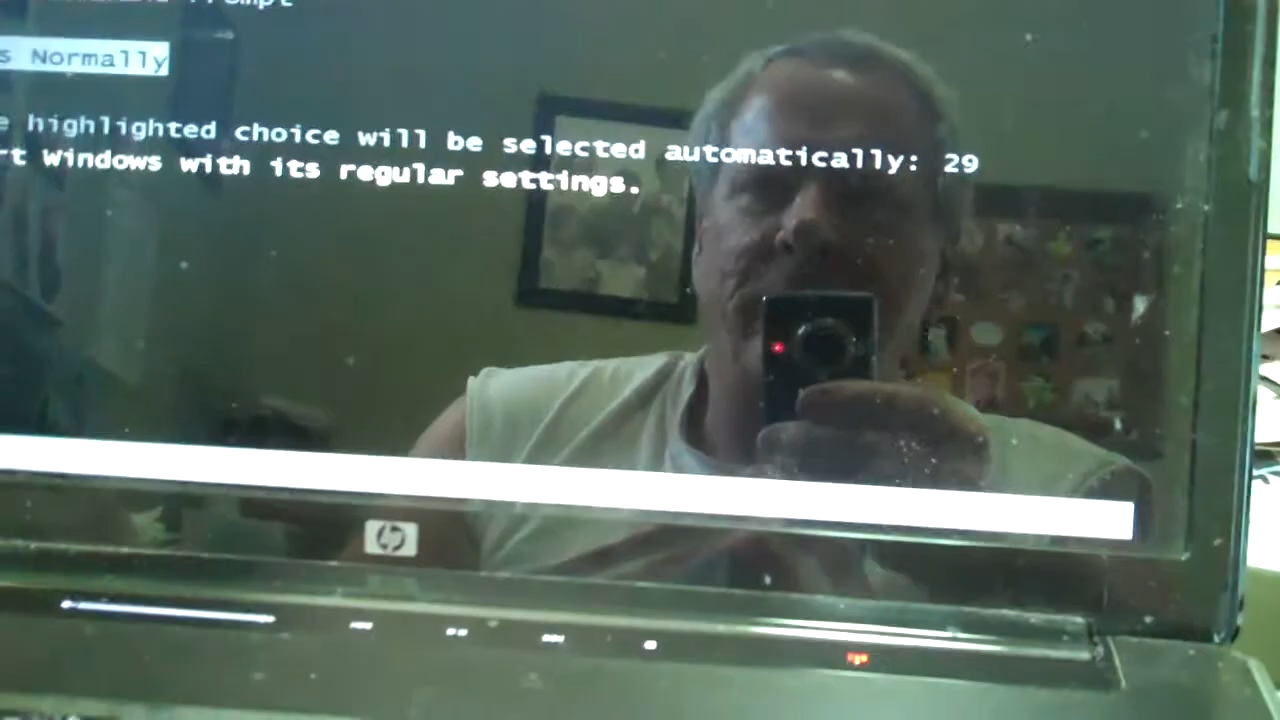 s Normally
e highlighted choice will be selected automatically: 29
rt Windows with its regular settings.
hp